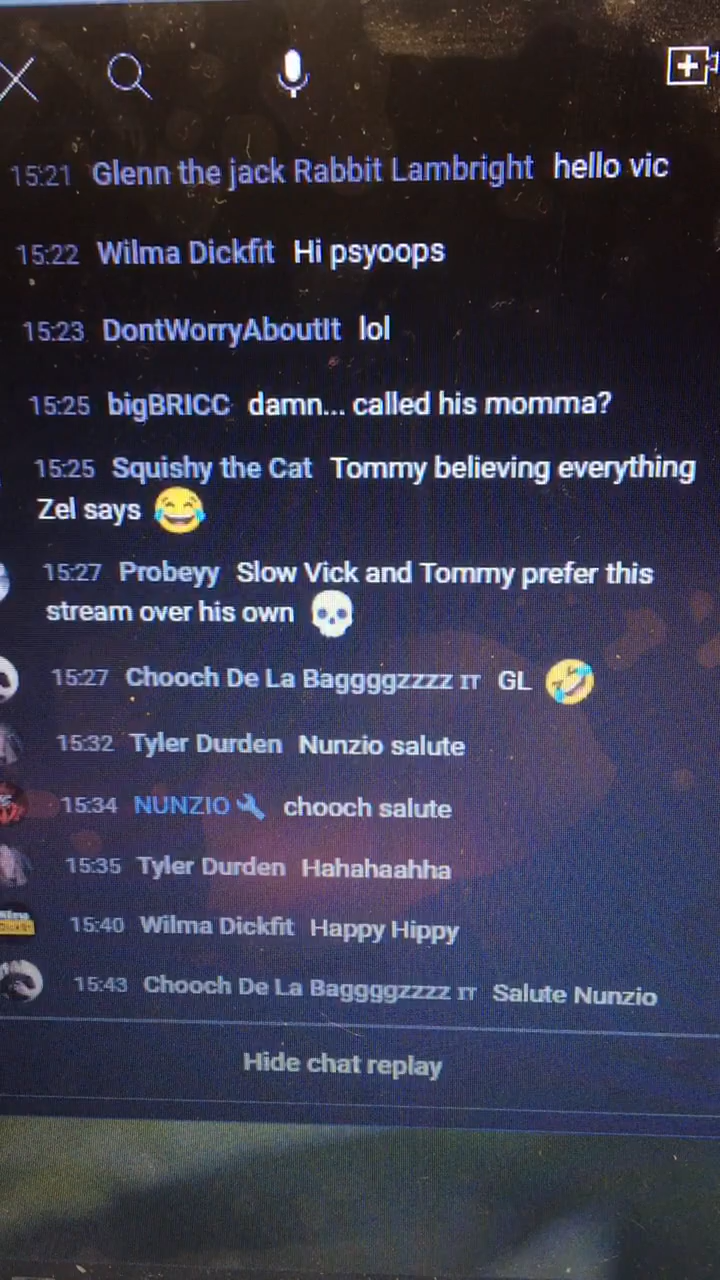 15:21 Glenn the jack Rabbit Lambright hello vic
15:22 Wilma Dickfit Hi psyoops
15:23 DontWorryAboutIt lol
15:25 bigBRICC damn... called his momma?
15:25 Squishy the Cat Tommy believing everything
Zel says 😂
15:27 Probeyy Slow Vick and Tommy prefer this
stream over his own 💀
15:27 Chooch De La Baggggzzzz IT GL 🤣
15:32 Tyler Durden Nunzio salute
15:34 NUNZIO🔧 chooch salute
15:35 Tyler Durden Hahahaahha
15:40 Wilma Dickfit Happy Hippy
15:43 Chooch De La Baggggzzzz IT Salute Nunzio
Hide chat replay